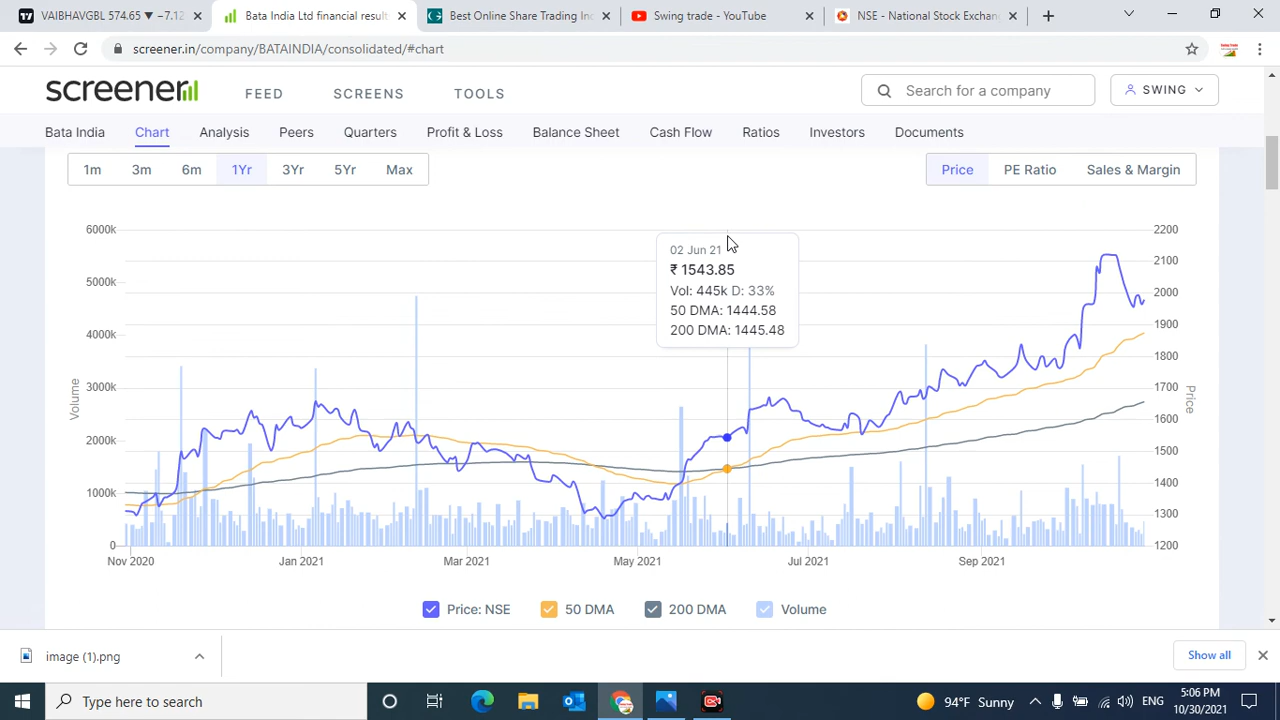 VAIBHAVGBL 574.65 ▼ −7.12
Bata India Ltd financial result
Best Online Share Trading Ind
Swing trade - YouTube
NSE - National Stock Exchan
screener.in/company/BATAINDIA/consolidated/#chart
screener
FEED
SCREENS
TOOLS
Search for a company
SWING
Bata India
Chart
Analysis
Peers
Quarters
Profit & Loss
Balance Sheet
Cash Flow
Ratios
Investors
Documents
1m
3m
6m
1Yr
3Yr
5Yr
Max
Price
PE Ratio
Sales & Margin
6000k
5000k
4000k
3000k
2000k
1000k
0
Volume
02 Jun 21
₹ 1543.85
Vol: 445k D: 33%
50 DMA: 1444.58
200 DMA: 1445.48
2200
2100
2000
1900
1800
1700
1600
1500
1400
1300
1200
Price
Nov 2020
Jan 2021
Mar 2021
May 2021
Jul 2021
Sep 2021
Price: NSE
50 DMA
200 DMA
Volume
image (1).png
Show all
Type here to search
94°F Sunny
ENG
5:06 PM
10/30/2021